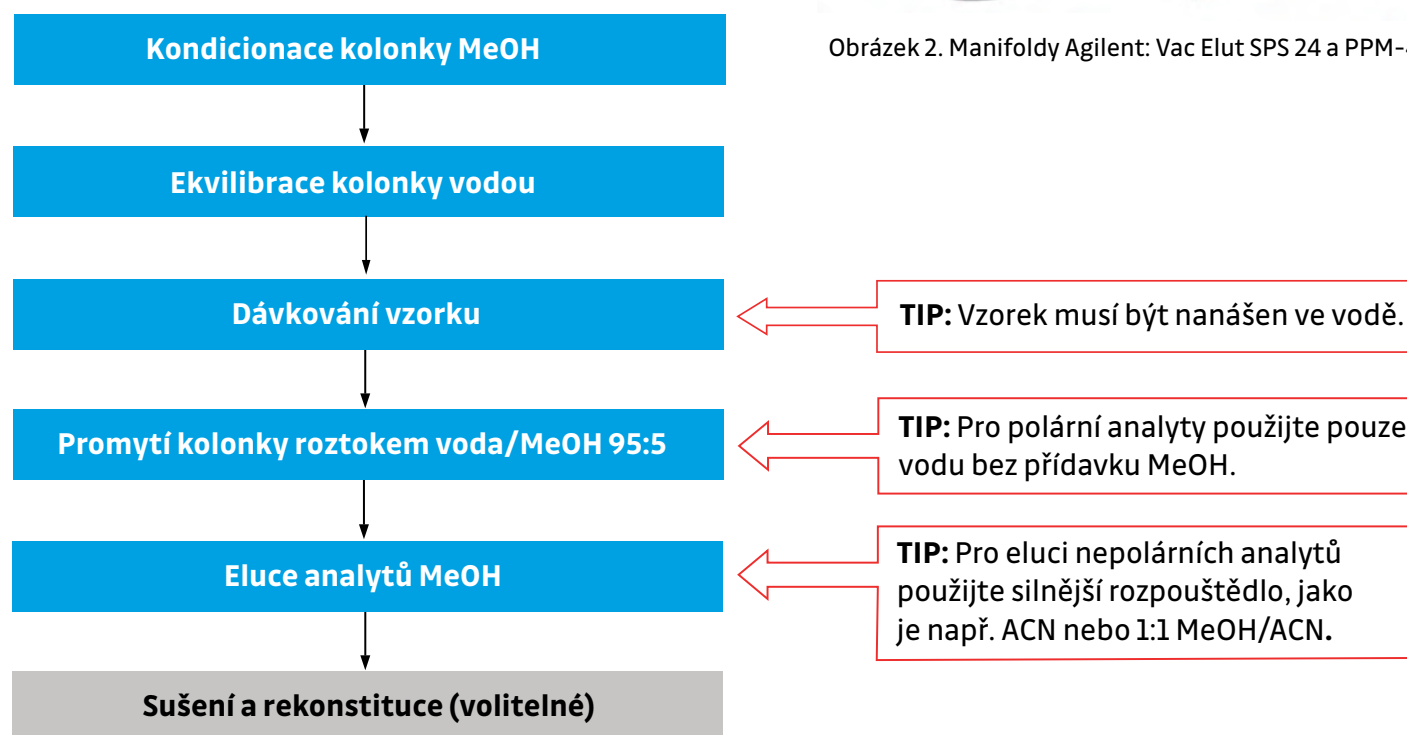 Kondicionace kolonky MeOH
Obrázek 2. Manifoldy Agilent: Vac Elut SPS 24 a PPM-
Ekvilibrace kolonky vodou
Dávkování vzorku
TIP: Vzorek musí být nanášen ve vodě.
Promytí kolonky roztokem voda/MeOH 95:5
TIP: Pro polární analyty použijte pouze
vodu bez přídavku MeOH.
Eluce analytů MeOH
TIP: Pro eluci nepolárních analytů
použijte silnější rozpouštědlo, jako
je např. ACN nebo 1:1 MeOH/ACN.
Sušení a rekonstituce (volitelné)